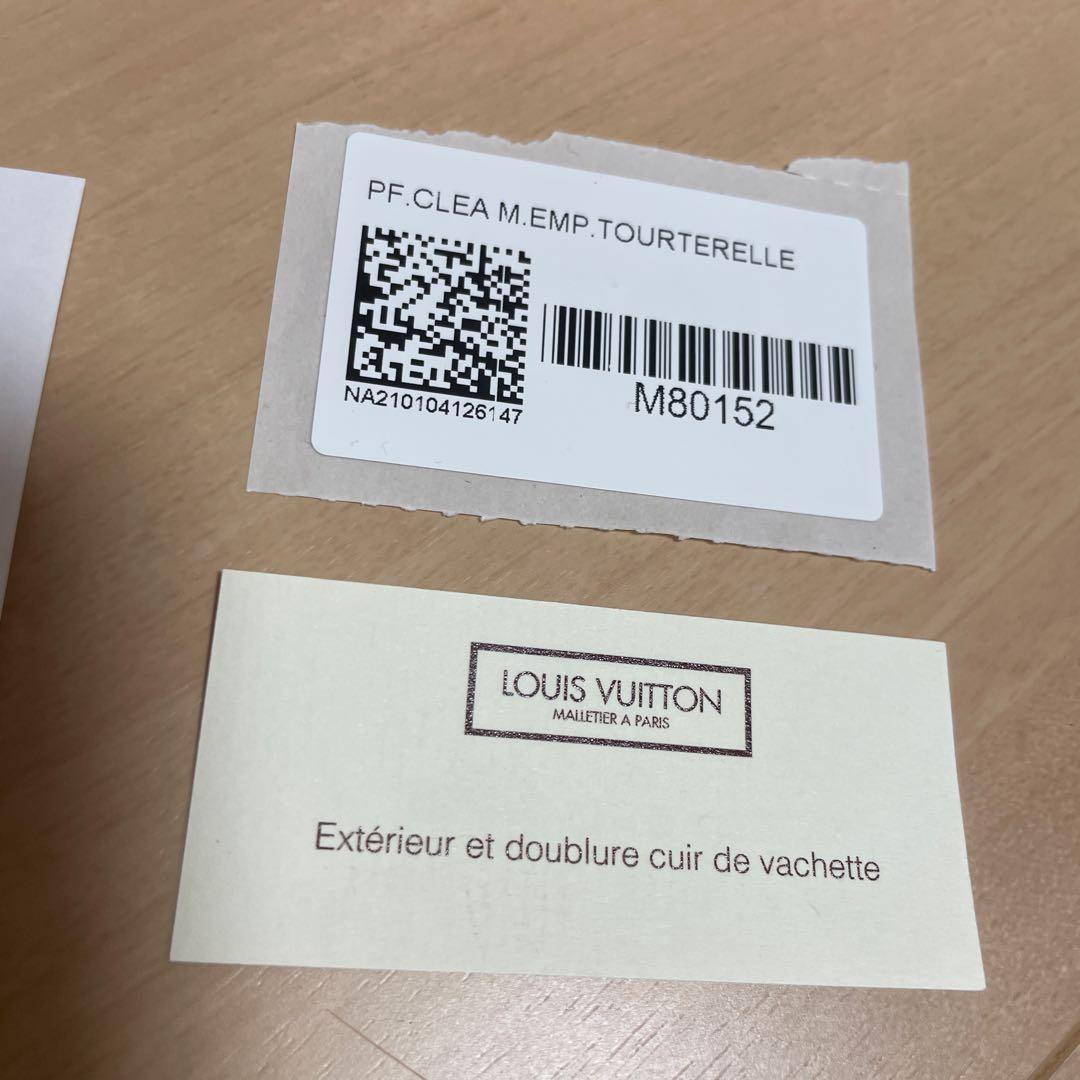 PF.CLEA M.EMP.TOURTERELLE
NA210104126147
M80152
LOUIS VUITTON
MALLETIER A PARIS
Extérieur et doublure cuir de vachette